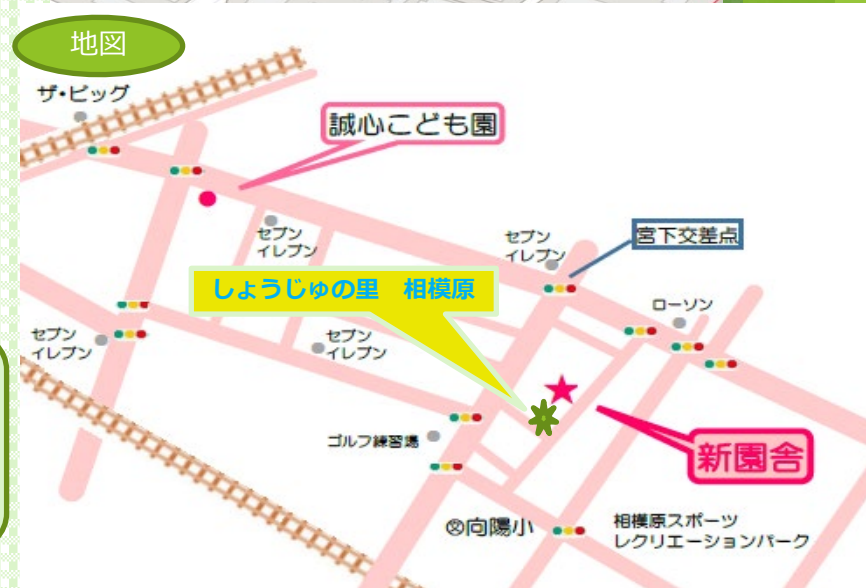 地図
ザ・ビッグ
誠心こども園
セブン
イレブン
セブン
イレブン
宮下交差点
しょうじゅの里　相模原
ローソン
セブン
イレブン
セブン
イレブン
ゴルフ練習場
新園舎
㊫向陽小
相模原スポーツ
レクリエーションパーク